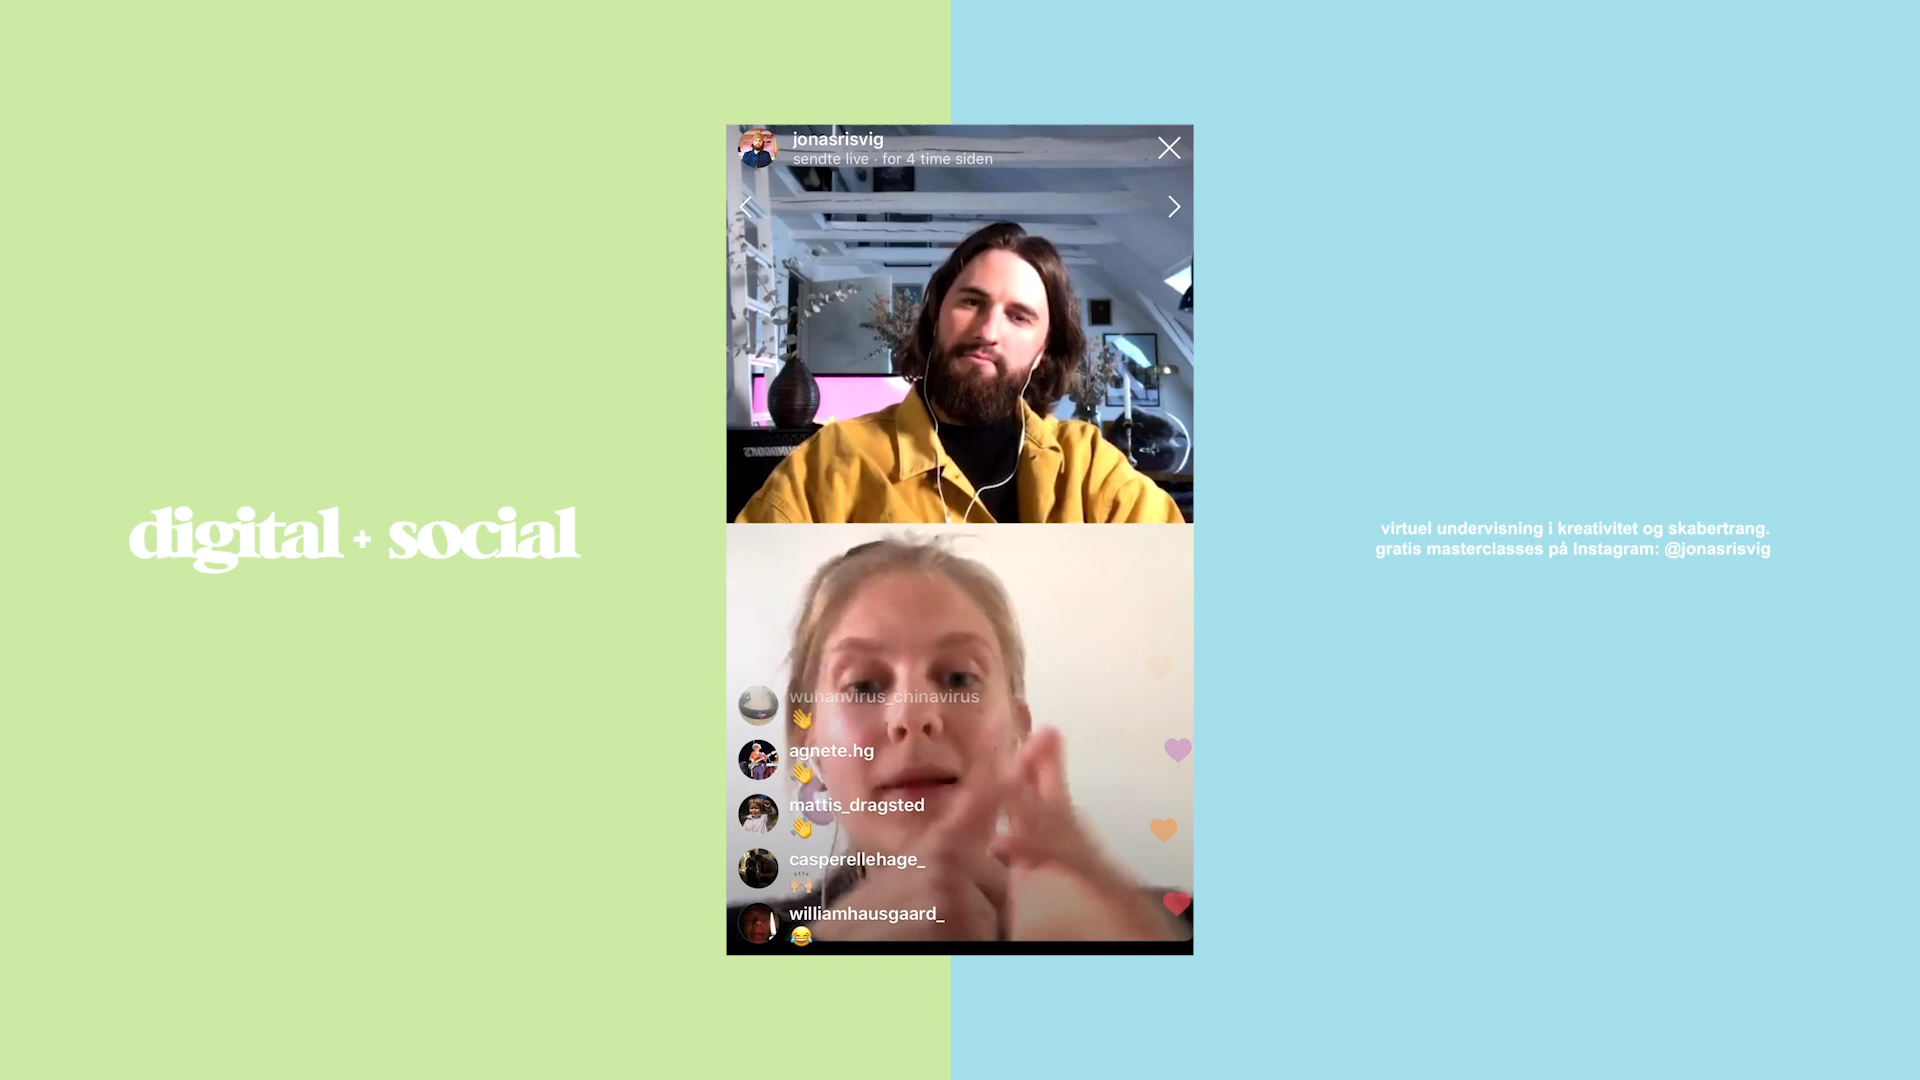 jonasrisvig
sendte live · for 4 time siden
digital + social
virtuel undervisning i kreativitet og skabertrang.
gratis masterclasses på Instagram: @jonasrisvig
wuhanvirus_chinavirus
👋
agnete.hg
👋
mattis_dragsted
👋
casperellehage_
🙌🏼
williamhausgaard_
😂